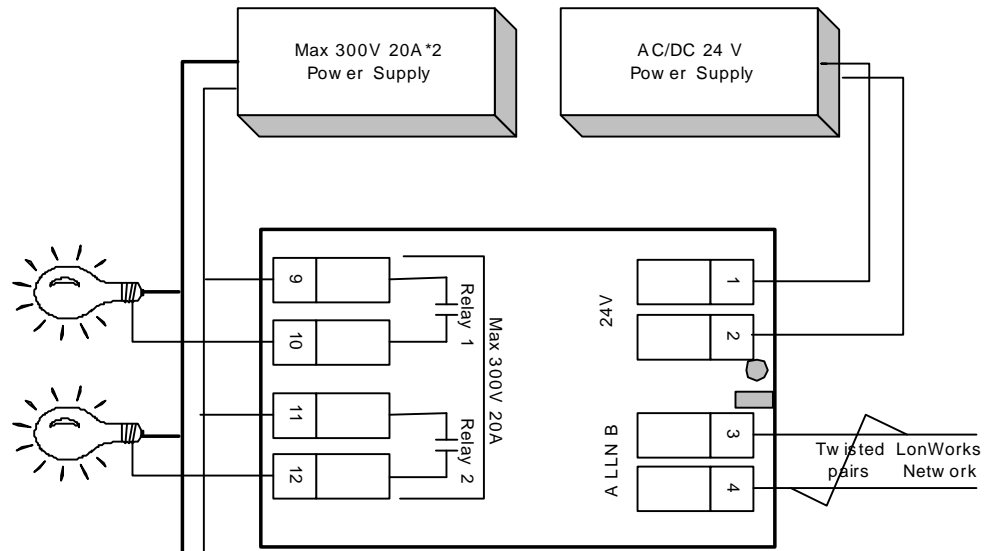 Max 300V 20A*2
Power Supply
AC/DC 24 V
Power Supply
9
10
11
12
Relay 1
Relay 2
Max 300V 20A
24V
1
2
A LLN B
3
4
Twisted LonWorks
pairs Network